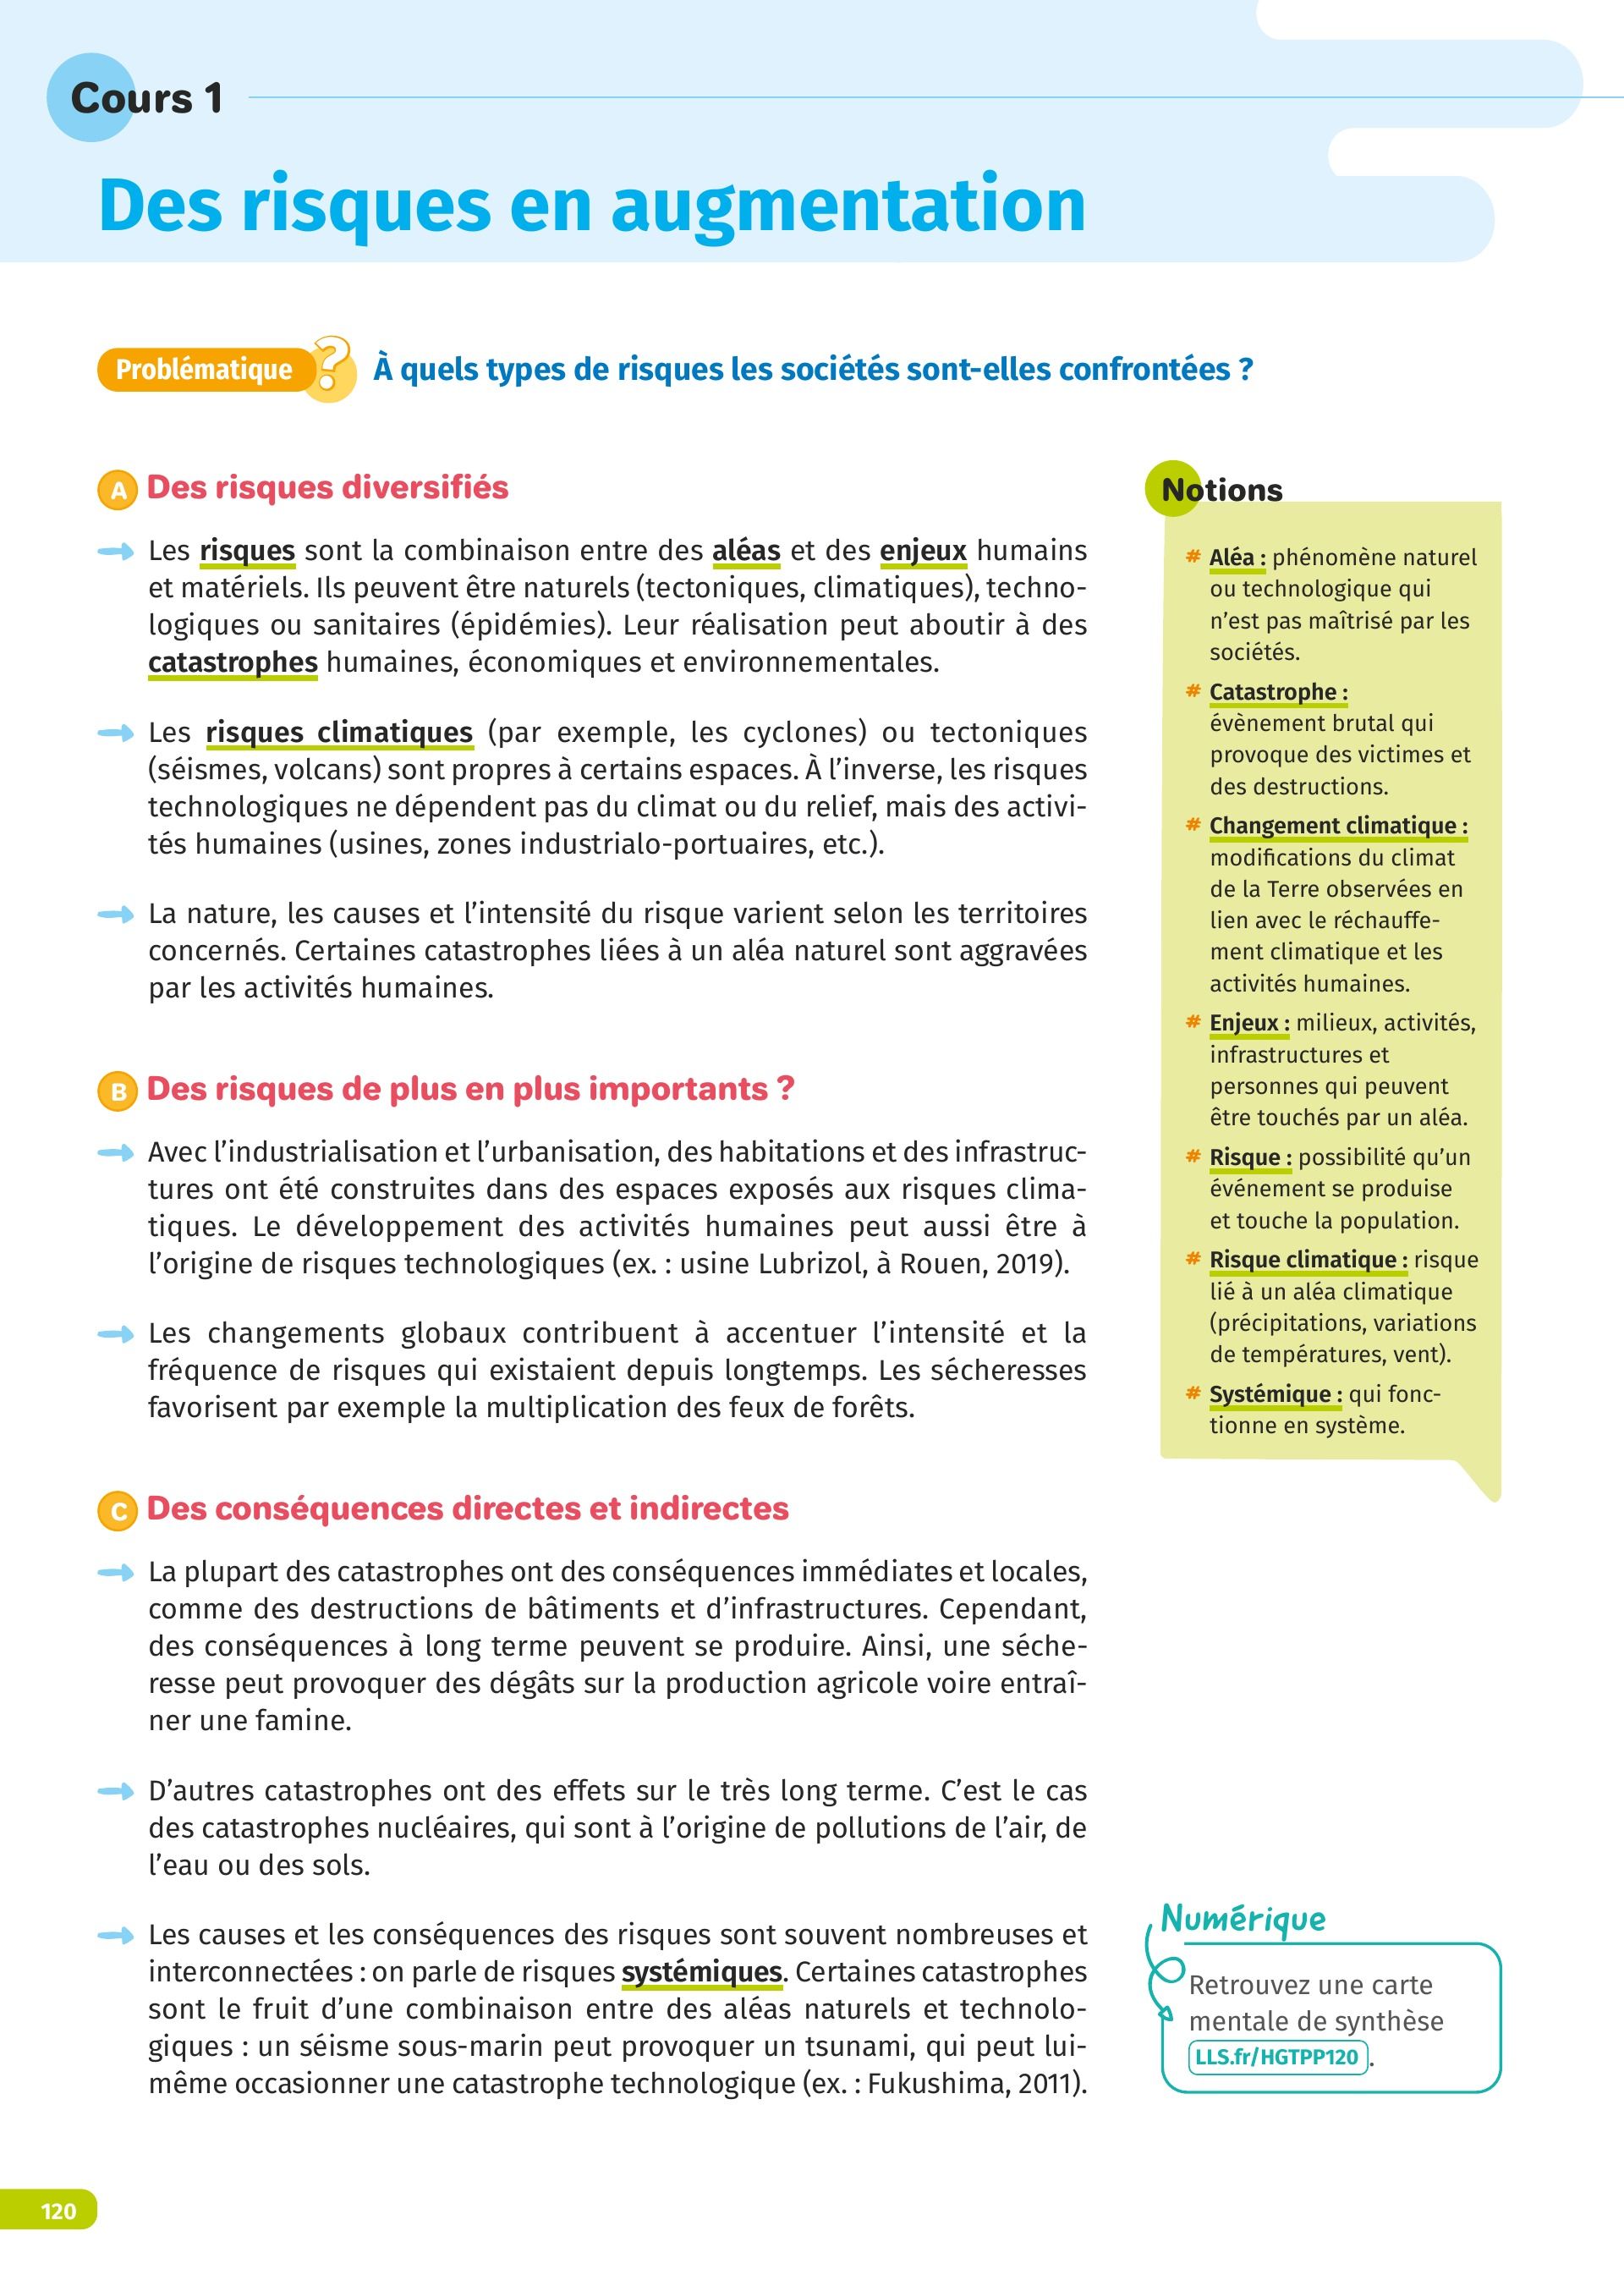 Cours 1
Des risques en augmentation
Problématique ? À quels types de risques les sociétés sont-elles confrontées ?
A Des risques diversifiés
Les risques sont la combinaison entre des aléas et des enjeux humains
et matériels. Ils peuvent être naturels (tectoniques, climatiques), techno-
logiques ou sanitaires (épidémies). Leur réalisation peut aboutir à des
catastrophes humaines, économiques et environnementales.
Les risques climatiques (par exemple, les cyclones) ou tectoniques
(séismes, volcans) sont propres à certains espaces. À l’inverse, les risques
technologiques ne dépendent pas du climat ou du relief, mais des activi-
tés humaines (usines, zones industrialo-portuaires, etc.).
La nature, les causes et l’intensité du risque varient selon les territoires
concernés. Certaines catastrophes liées à un aléa naturel sont aggravées
par les activités humaines.
B Des risques de plus en plus importants ?
Avec l’industrialisation et l’urbanisation, des habitations et des infrastruc-
tures ont été construites dans des espaces exposés aux risques clima-
tiques. Le développement des activités humaines peut aussi être à
l’origine de risques technologiques (ex. : usine Lubrizol, à Rouen, 2019).
Les changements globaux contribuent à accentuer l’intensité et la
fréquence de risques qui existaient depuis longtemps. Les sécheresses
favorisent par exemple la multiplication des feux de forêts.
C Des conséquences directes et indirectes
La plupart des catastrophes ont des conséquences immédiates et locales,
comme des destructions de bâtiments et d’infrastructures. Cependant,
des conséquences à long terme peuvent se produire. Ainsi, une séche-
resse peut provoquer des dégâts sur la production agricole voire entraî-
ner une famine.
D’autres catastrophes ont des effets sur le très long terme. C’est le cas
des catastrophes nucléaires, qui sont à l’origine de pollutions de l’air, de
l’eau ou des sols.
Les causes et les conséquences des risques sont souvent nombreuses et
interconnectées : on parle de risques systémiques. Certaines catastrophes
sont le fruit d’une combinaison entre des aléas naturels et technolo-
giques : un séisme sous-marin peut provoquer un tsunami, qui peut lui-
même occasionner une catastrophe technologique (ex. : Fukushima, 2011).
Notions
# Aléa : phénomène naturel
ou technologique qui
n’est pas maîtrisé par les
sociétés.
# Catastrophe :
évènement brutal qui
provoque des victimes et
des destructions.
# Changement climatique :
modifications du climat
de la Terre observées en
lien avec le réchauffe-
ment climatique et les
activités humaines.
# Enjeux : milieux, activités,
infrastructures et
personnes qui peuvent
être touchés par un aléa.
# Risque : possibilité qu’un
événement se produise
et touche la population.
# Risque climatique : risque
lié à un aléa climatique
(précipitations, variations
de températures, vent).
# Systémique : qui fonc-
tionne en système.
Numérique
Retrouvez une carte
mentale de synthèse
LLS.fr/HGTPP120 .
120